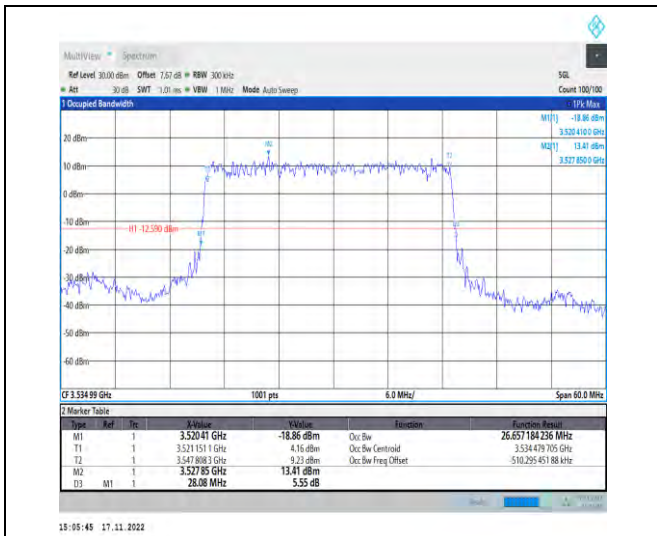 MultiView Spectrum
Ref Level 30.00 dBm Offset 7.67 dB RBW 300 kHz SGL
Att 30 dB SWT 1.01 ms VBW 1 MHz Mode Auto Sweep Count 100/100
1 Occupied Bandwidth 1Pk Max
M1[1] -18.86 dBm
3.520 410 0 GHz
M2[1] 13.41 dBm
3.527 850 0 GHz
20 dBm
M2
T2
10 dBm
0 dBm
-10 dBm
H1 -12.590 dBm
M1
-20 dBm
-30 dBm
-40 dBm
-50 dBm
-60 dBm
CF 3.534 99 GHz 1001 pts 6.0 MHz/ Span 60.0 MHz
2 Marker Table
Type Ref Trc X-Value Y-Value Function Function Result
M1 1 3.52041 GHz -18.86 dBm Occ Bw 26.657 184 236 MHz
T1 1 3.521 151 1 GHz 4.16 dBm Occ Bw Centroid 3.534 479 705 GHz
T2 1 3.547 808 3 GHz 9.23 dBm Occ Bw Freq Offset -510.295 451 88 kHz
M2 1 3.527 85 GHz 13.41 dBm
D3 M1 1 28.08 MHz 5.55 dB
15:05:45 17.11.2022